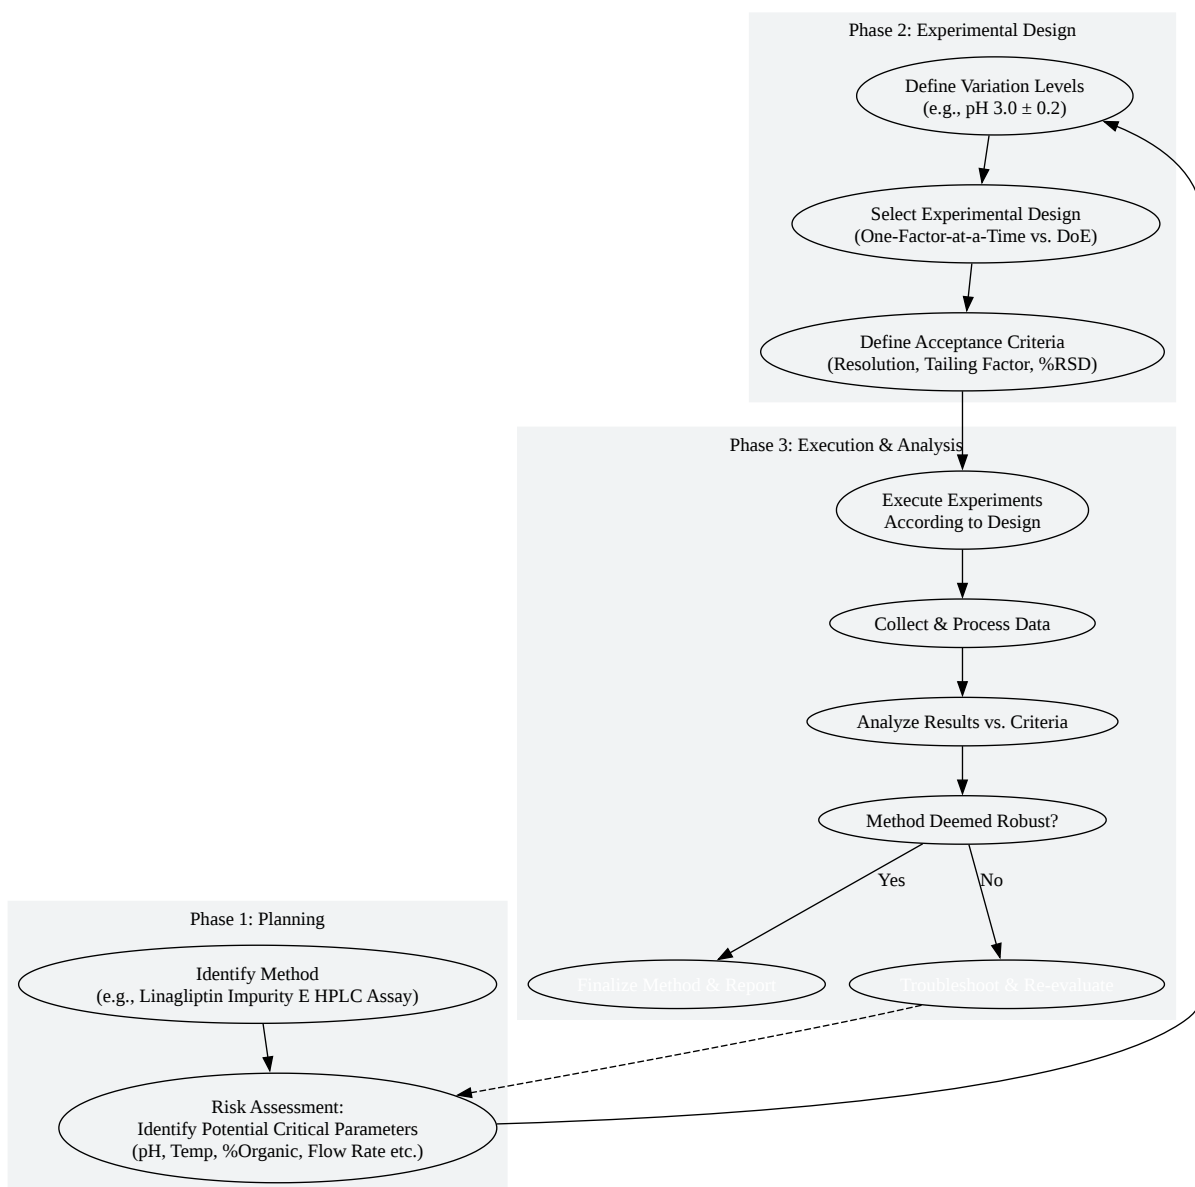 Phase 2: Experimental Design
Define Variation Levels
(e.g., pH 3.0 ± 0.2)
Select Experimental Design
(One-Factor-at-a-Time vs. DoE)
Define Acceptance Criteria
(Resolution, Tailing Factor, %RSD)
Phase 3: Execution & Analysis
Execute Experiments
According to Design
Collect & Process Data
Analyze Results vs. Criteria
Method Deemed Robust?
Yes
No
Finalize Method & Report
Troubleshoot & Re-evaluate
Phase 1: Planning
Identify Method
(e.g., Linagliptin Impurity E HPLC Assay)
Risk Assessment:
Identify Potential Critical Parameters
(pH, Temp, %Organic, Flow Rate etc.)